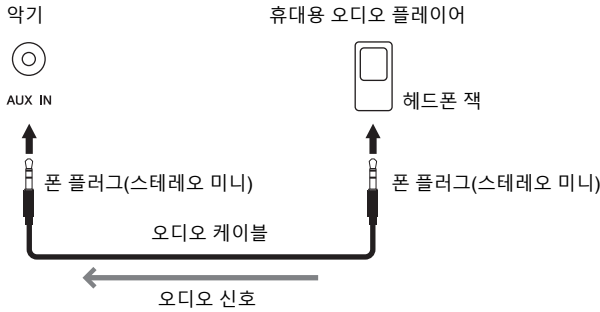 악기
휴대용 오디오 플레이어
AUX IN
헤드폰 잭
폰 플러그(스테레오 미니)
폰 플러그(스테레오 미니)
오디오 케이블
오디오 신호